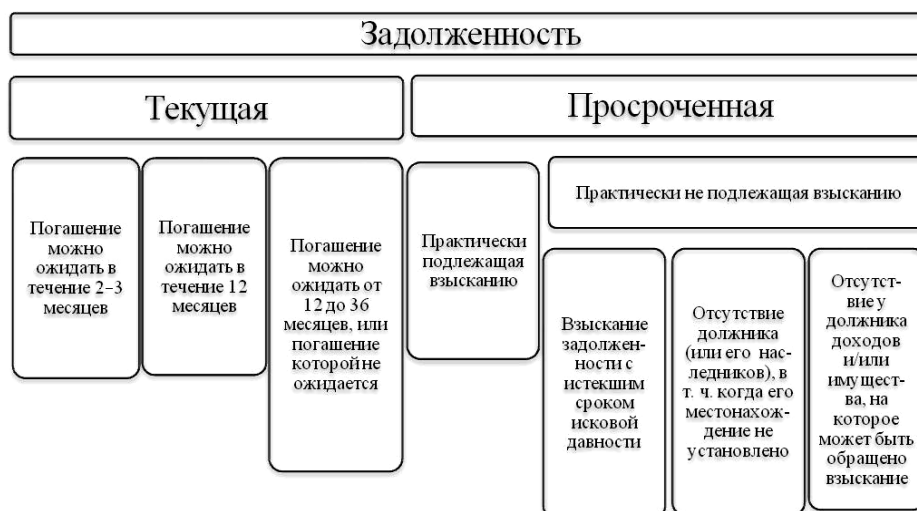 Задолженность
Текущая
Просроченная
Погашение
можно
ожидать в
течение 2–3
месяцев
Погашение
можно
ожидать в
течение 12
месяцев
Погашение
можно
ожидать от
12 до 36
месяцев, или
погашение
которой не
ожидается
Практически
подлежащая
взысканию
Практически не подлежащая взысканию
Взыскание
задолжен-
ности с
истекшим
сроком
исковой
давности
Отсутствие
должника
(или его нас-
ледников), в
т. ч. когда его
местонахож-
дение не
установлено
Отсутст-
вие у
должника
доходов
и/или
имущест-
ва, на
которое
может быть
обращено
взыскание